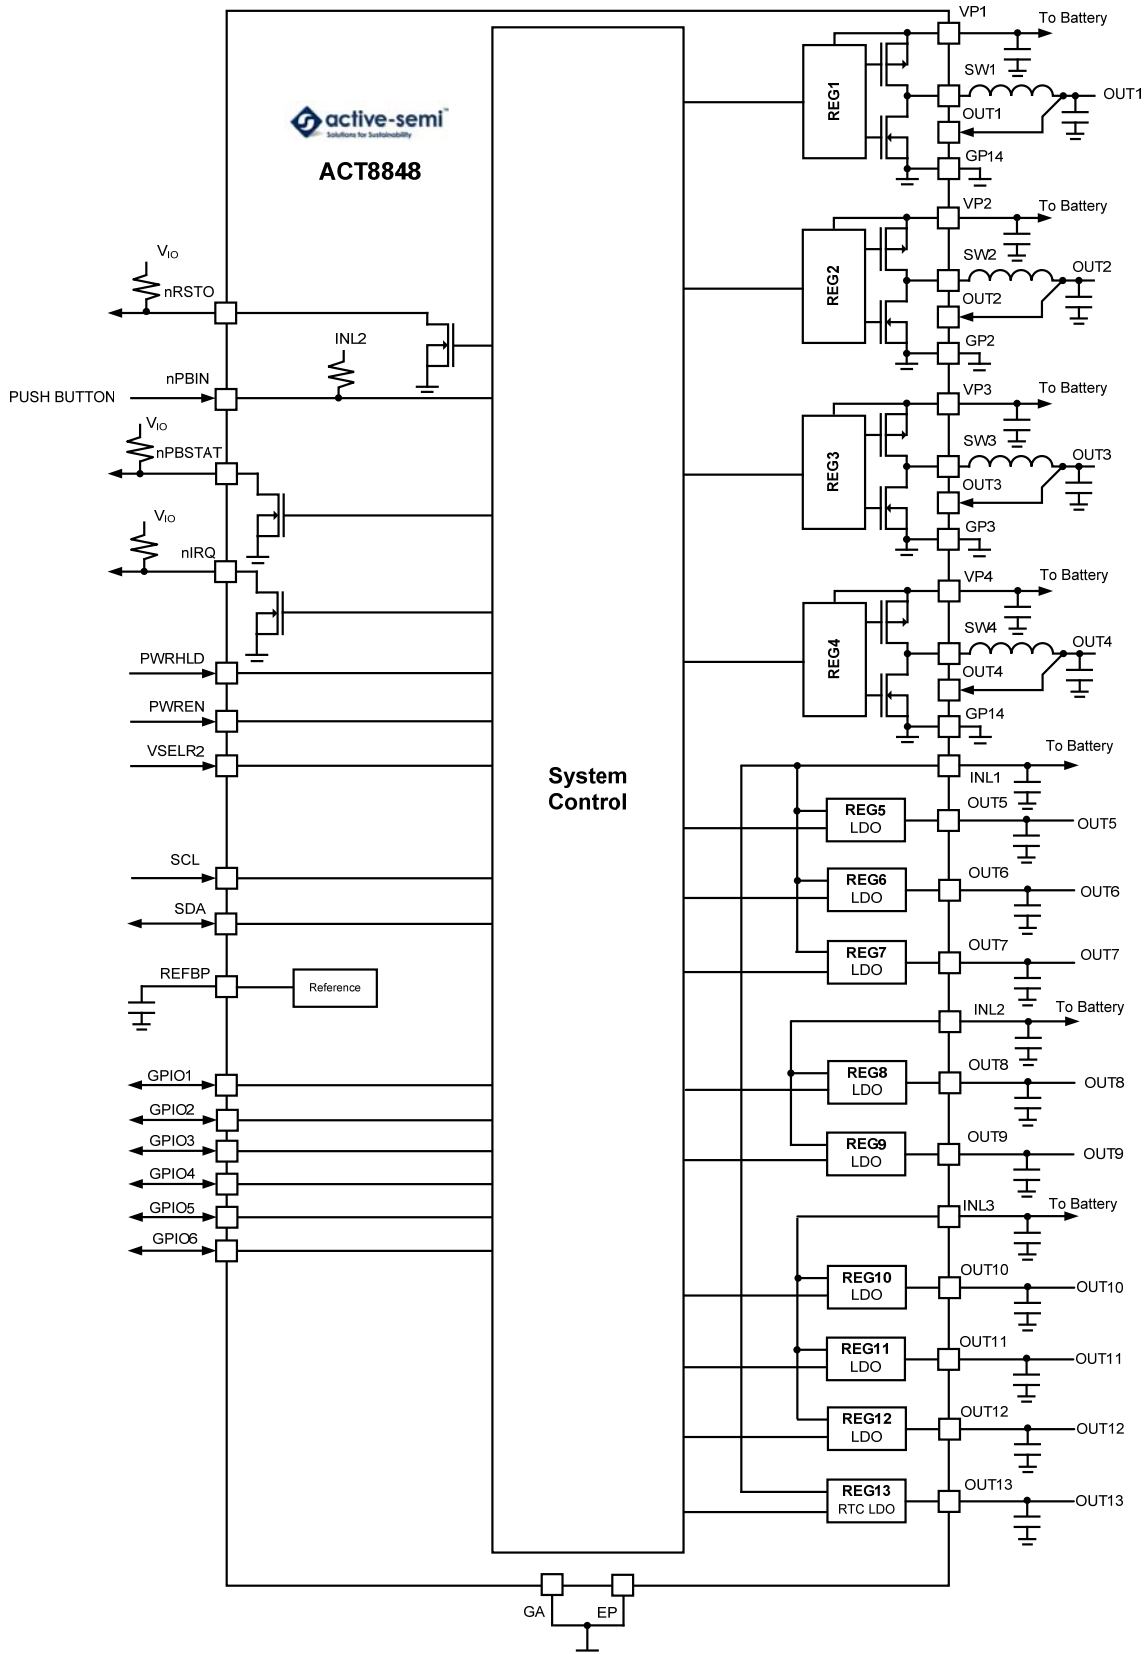 active-semi™
Solutions for Sustainability
ACT8848
VIO
nRSTO
INL2
nPBIN
PUSH BUTTON
VIO
nPBSTAT
VIO
nIRQ
PWRHLD
PWREN
VSELR2
SCL
SDA
REFBP
Reference
GPIO1
GPIO2
GPIO3
GPIO4
GPIO5
GPIO6
System
Control
GA
EP
REG1
VP1
To Battery
SW1
OUT1
OUT1
GP14
REG2
VP2
To Battery
SW2
OUT2
OUT2
GP2
REG3
VP3
To Battery
SW3
OUT3
OUT3
GP3
REG4
VP4
To Battery
SW4
OUT4
OUT4
GP14
To Battery
INL1
REG5
LDO
OUT5
OUT5
REG6
LDO
OUT6
OUT6
REG7
LDO
OUT7
OUT7
INL2
To Battery
REG8
LDO
OUT8
OUT8
REG9
LDO
OUT9
OUT9
INL3
To Battery
REG10
LDO
OUT10
OUT10
REG11
LDO
OUT11
OUT11
REG12
LDO
OUT12
OUT12
REG13
RTC LDO
OUT13
OUT13